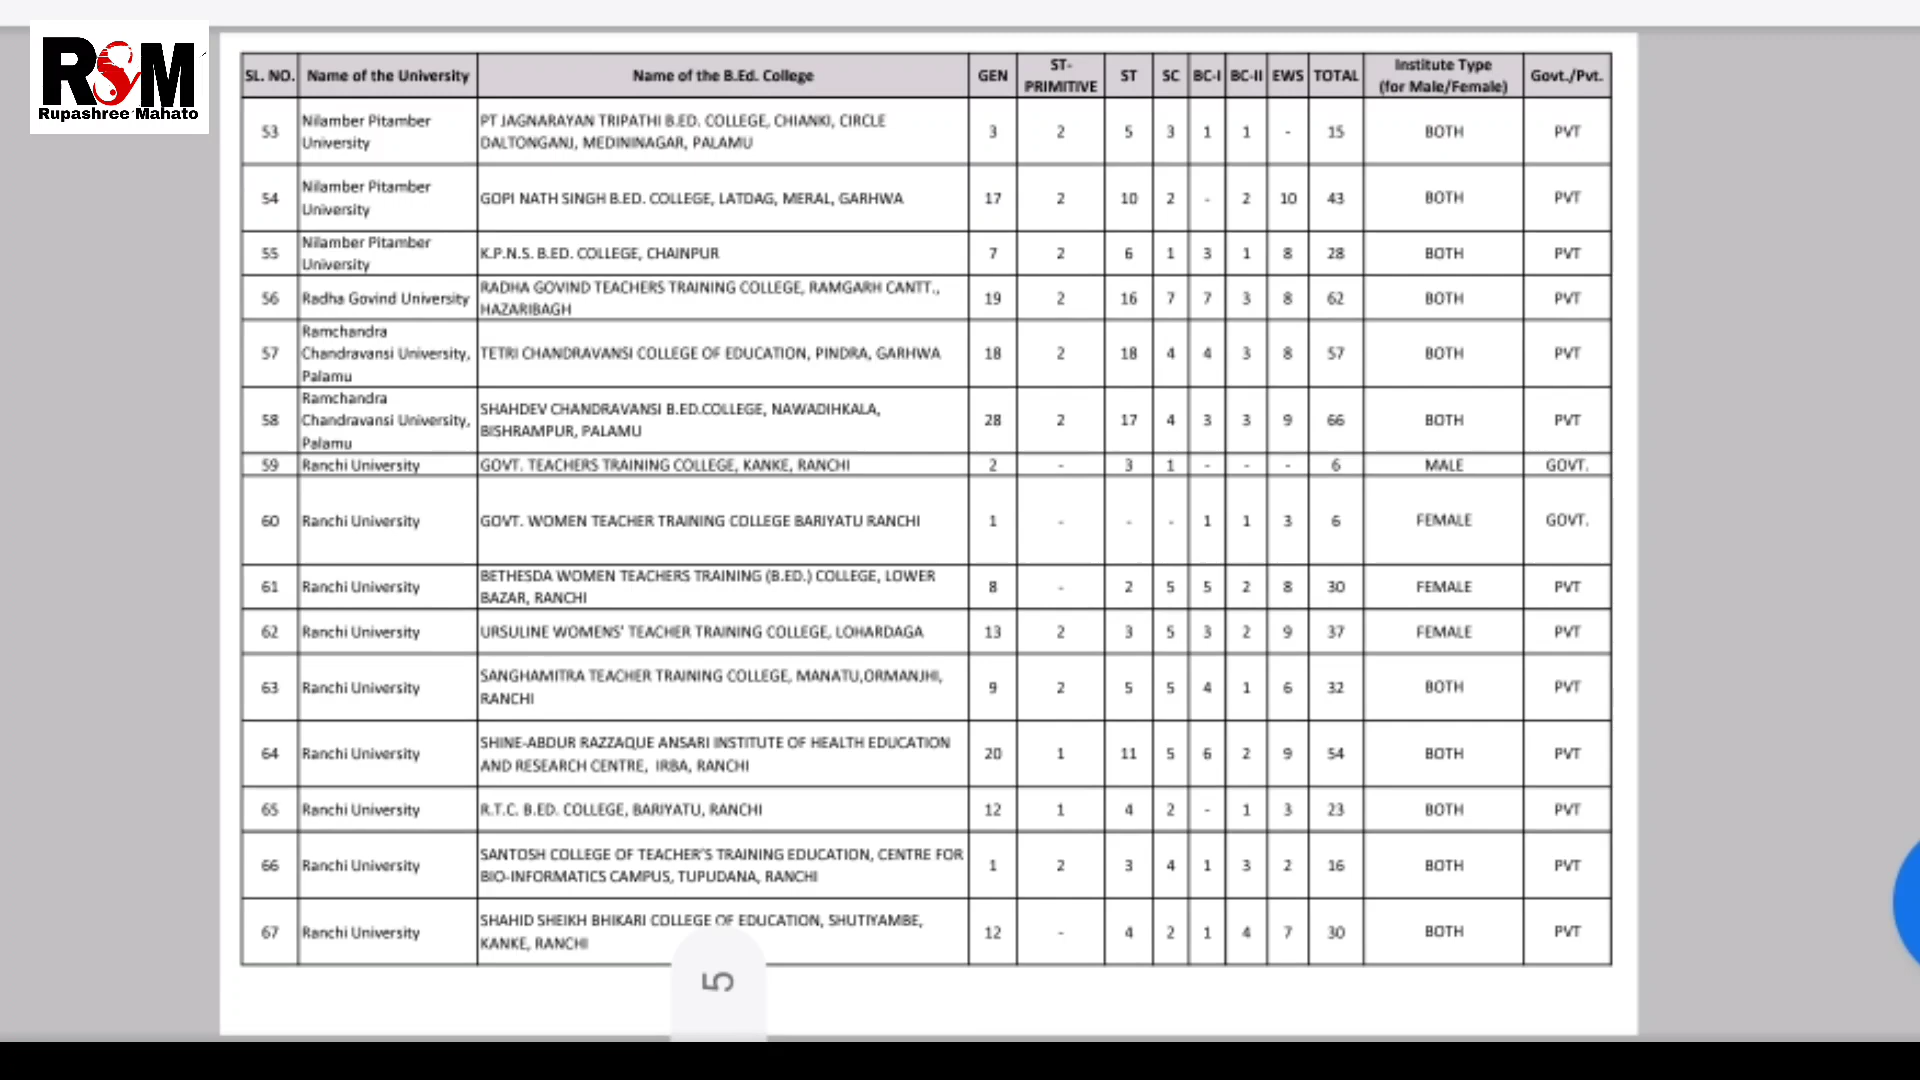 RSM
Rupashree Mahato
SL. NO. Name of the University Name of the B.Ed. College GEN ST-PRIMITIVE ST SC BC-I BC-II EWS TOTAL Institute Type (for Male/Female) Govt./Pvt.
53 Nilamber Pitamber University PT JAGNARAYAN TRIPATHI B.ED. COLLEGE, CHIANKI, CIRCLE DALTONGANJ, MEDININAGAR, PALAMU 3 2 5 3 1 1 - 15 BOTH PVT
54 Nilamber Pitamber University GOPI NATH SINGH B.ED. COLLEGE, LATDAG, MERAL, GARHWA 17 2 10 2 - 2 10 43 BOTH PVT
55 Nilamber Pitamber University K.P.N.S. B.ED. COLLEGE, CHAINPUR 7 2 6 1 3 1 8 28 BOTH PVT
56 Radha Govind University RADHA GOVIND TEACHERS TRAINING COLLEGE, RAMGARH CANTT., HAZARIBAGH 19 2 16 7 7 3 8 62 BOTH PVT
57 Ramchandra Chandravansi University, Palamu TETRI CHANDRAVANSI COLLEGE OF EDUCATION, PINDRA, GARHWA 18 2 18 4 4 3 8 57 BOTH PVT
58 Ramchandra Chandravansi University, Palamu SHAHDEV CHANDRAVANSI B.ED.COLLEGE, NAWADIHKALA, BISHRAMPUR, PALAMU 28 2 17 4 3 3 9 66 BOTH PVT
59 Ranchi University GOVT. TEACHERS TRAINING COLLEGE, KANKE, RANCHI 2 - 3 1 - - - 6 MALE GOVT.
60 Ranchi University GOVT. WOMEN TEACHER TRAINING COLLEGE BARIYATU RANCHI 1 - - - 1 1 3 6 FEMALE GOVT.
61 Ranchi University BETHESDA WOMEN TEACHERS TRAINING (B.ED.) COLLEGE, LOWER BAZAR, RANCHI 8 - 2 5 5 2 8 30 FEMALE PVT
62 Ranchi University URSULINE WOMENS' TEACHER TRAINING COLLEGE, LOHARDAGA 13 2 3 5 3 2 9 37 FEMALE PVT
63 Ranchi University SANGHAMITRA TEACHER TRAINING COLLEGE, MANATU,ORMANJHI, RANCHI 9 2 5 5 4 1 6 32 BOTH PVT
64 Ranchi University SHINE-ABDUR RAZZAQUE ANSARI INSTITUTE OF HEALTH EDUCATION AND RESEARCH CENTRE, IRBA, RANCHI 20 1 11 5 6 2 9 54 BOTH PVT
65 Ranchi University R.T.C. B.ED. COLLEGE, BARIYATU, RANCHI 12 1 4 2 - 1 3 23 BOTH PVT
66 Ranchi University SANTOSH COLLEGE OF TEACHER'S TRAINING EDUCATION, CENTRE FOR BIO-INFORMATICS CAMPUS, TUPUDANA, RANCHI 1 2 3 4 1 3 2 16 BOTH PVT
67 Ranchi University SHAHID SHEIKH BHIKARI COLLEGE OF EDUCATION, SHUTIYAMBE, KANKE, RANCHI 12 - 4 2 1 4 7 30 BOTH PVT
5